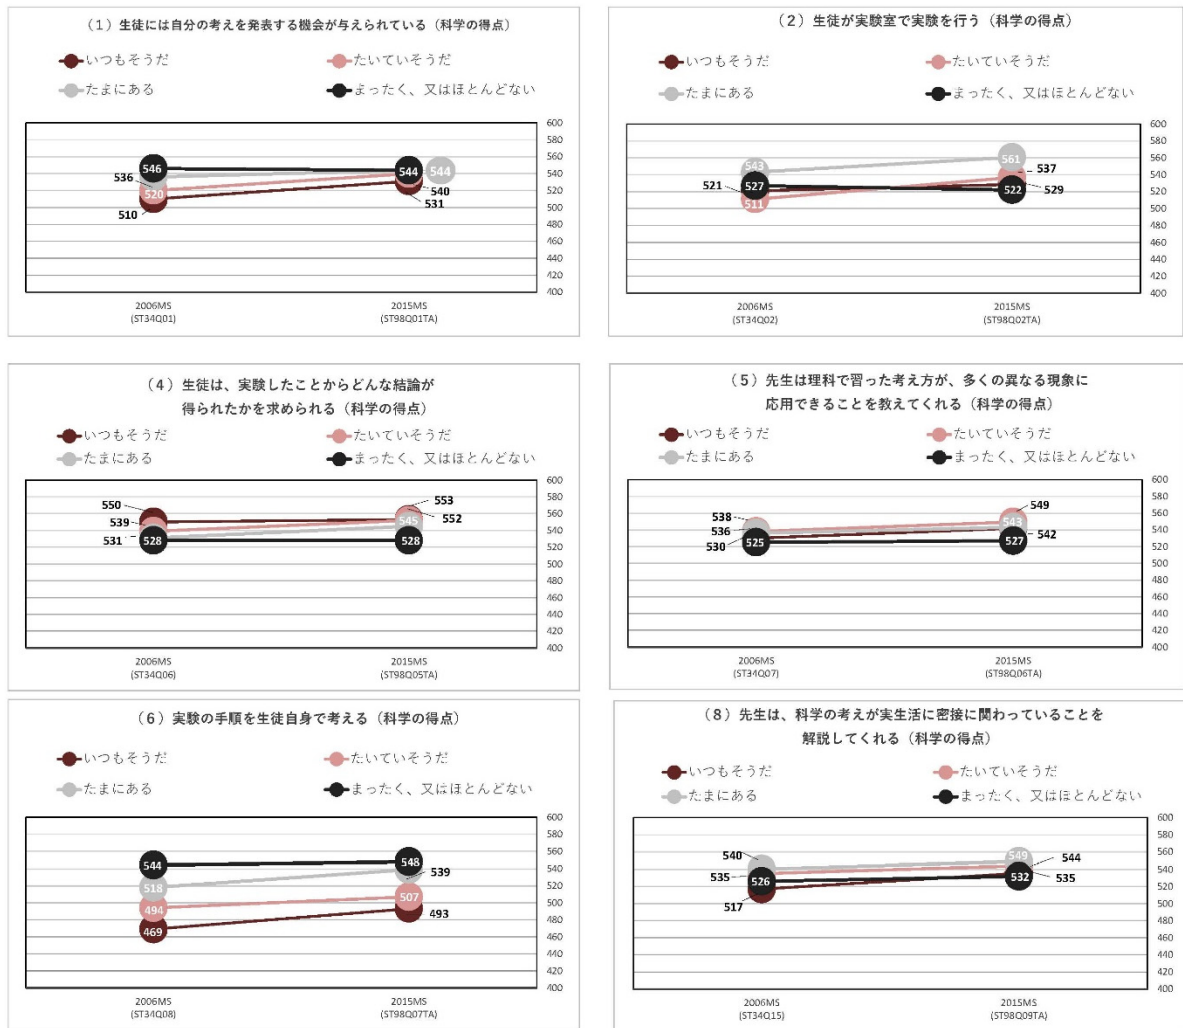 （1）生徒には自分の考えを発表する機会が与えられている（科学の得点）
いつもそうだ
たいていそうだ
たまにある
まったく、又はほとんどない
600
580
560
540
520
500
480
460
440
420
400
546
536
520
510
544
544
540
531
2006MS
(ST34Q01)
2015MS
(ST98Q01TA)
（2）生徒が実験室で実験を行う（科学の得点）
いつもそうだ
たいていそうだ
たまにある
まったく、又はほとんどない
600
580
560
540
520
500
480
460
440
420
400
543
521
527
511
561
537
529
522
2006MS
(ST34Q02)
2015MS
(ST98Q02TA)
（4）生徒は、実験したことからどんな結論が
得られたかを求められる（科学の得点）
いつもそうだ
たいていそうだ
たまにある
まったく、又はほとんどない
600
580
560
540
520
500
480
460
440
420
400
550
539
531
528
553
552
545
528
2006MS
(ST34Q06)
2015MS
(ST98Q05TA)
（5）先生は理科で習った考え方が、多くの異なる現象に
応用できることを教えてくれる（科学の得点）
いつもそうだ
たいていそうだ
たまにある
まったく、又はほとんどない
600
580
560
540
520
500
480
460
440
420
400
538
536
530
525
549
543
542
527
2006MS
(ST34Q07)
2015MS
(ST98Q06TA)
（6）実験の手順を生徒自身で考える（科学の得点）
いつもそうだ
たいていそうだ
たまにある
まったく、又はほとんどない
600
580
560
540
520
500
480
460
440
420
400
544
518
494
469
548
539
507
493
2006MS
(ST34Q08)
2015MS
(ST98Q07TA)
（8）先生は、科学の考えが実生活に密接に関わっていることを
解説してくれる（科学の得点）
いつもそうだ
たいていそうだ
たまにある
まったく、又はほとんどない
600
580
560
540
520
500
480
460
440
420
400
540
535
526
517
549
544
535
532
2006MS
(ST34Q15)
2015MS
(ST98Q09TA)